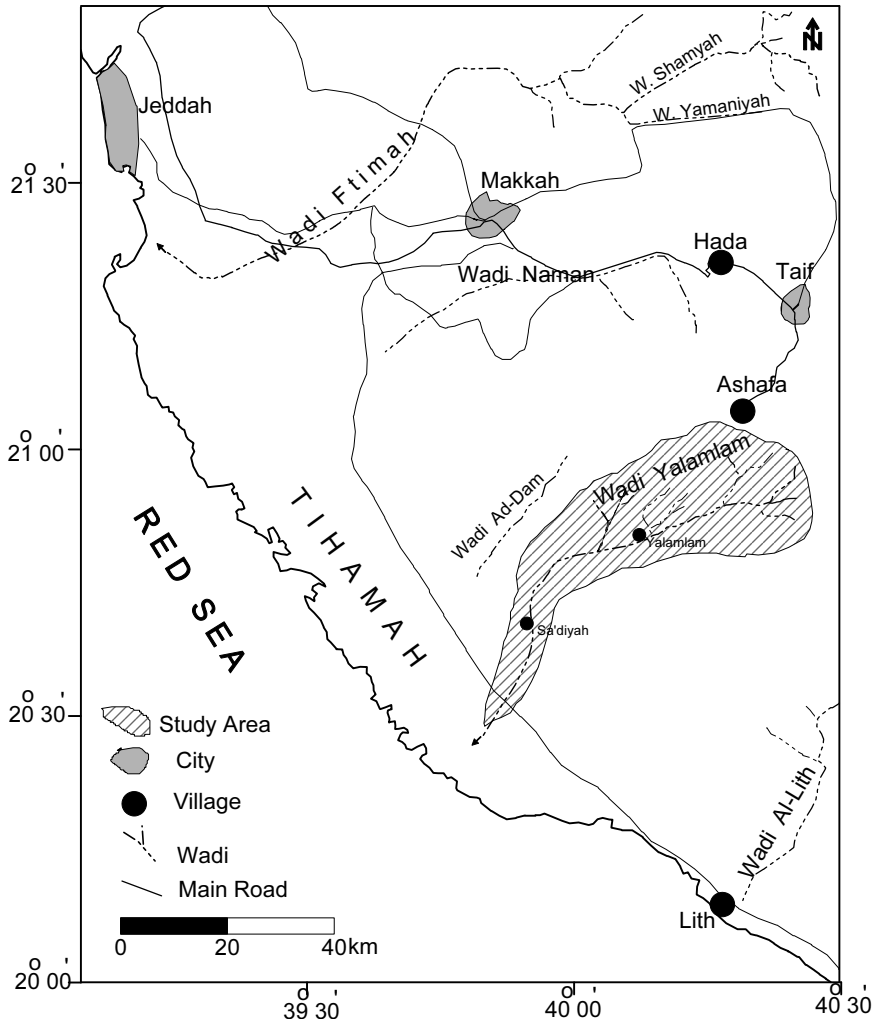 N
Jeddah
W. Shamyah
W. Yamaniyah
Wadi Ftimah
21° 30'
Makkah
Hada
Wadi Naman
Taif
Ashafa
21° 00'
Wadi Yalamlam
Wadi Ad-Dam
Yalamlam
TIHAMAH
RED SEA
Sa'diyah
20° 30'
Study Area
City
Village
Wadi
Main Road
0 20 40km
Wadi Al-Lith
Lith
20° 00'
39° 30' 40° 00' 40° 30'